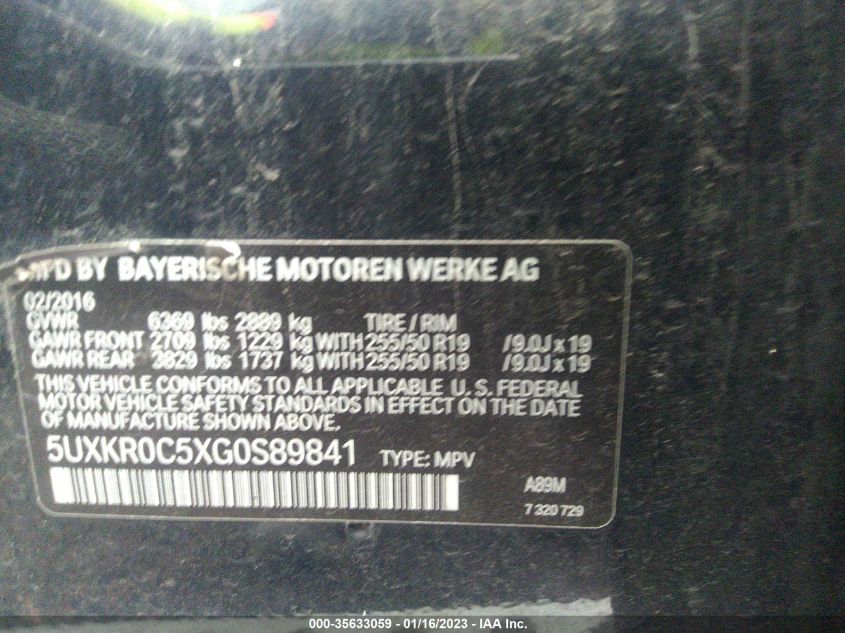 MFD BY BAYERISCHE MOTOREN WERKE AG
02/2016
GVWR 6369 lbs 2889 kg TIRE / RIM
GAWR FRONT 2709 lbs 1229 kg WITH 255/50 R19 /9.0J x 19
GAWR REAR 3829 lbs 1737 kg WITH 255/50 R19 /9.0J x 19
THIS VEHICLE CONFORMS TO ALL APPLICABLE U.S. FEDERAL
MOTOR VEHICLE SAFETY STANDARDS IN EFFECT ON THE DATE
OF MANUFACTURE SHOWN ABOVE.
5UXKR0C5XG0S89841 TYPE: MPV
A89M
7 320 729
000-35633059 - 01/16/2023 - IAA Inc.